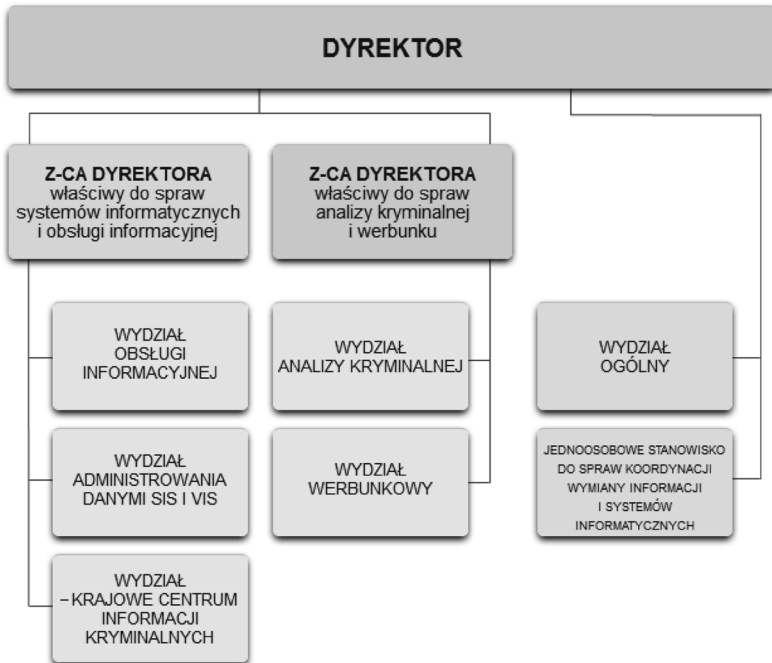 DYREKTOR
Z-CA DYREKTORA
właściwy do spraw
systemów informatycznych
i obsługi informacyjnej
Z-CA DYREKTORA
właściwy do spraw
analizy kryminalnej
i werbunku
WYDZIAŁ
OBSŁUGI
INFORMACYJNEJ
WYDZIAŁ
ANALIZY KRYMINALNEJ
WYDZIAŁ
OGÓLNY
WYDZIAŁ
ADMINISTROWANIA
DANYMI SIS I VIS
WYDZIAŁ
WERBUNKOWY
JEDNOOSOBOWE STANOWISKO
DO SPRAW KOORDYNACJI
WYMIANY INFORMACJI
I SYSTEMÓW
INFORMATYCZNYCH
WYDZIAŁ
–KRAJOWE CENTRUM
INFORMACJI
KRYMINALNYCH